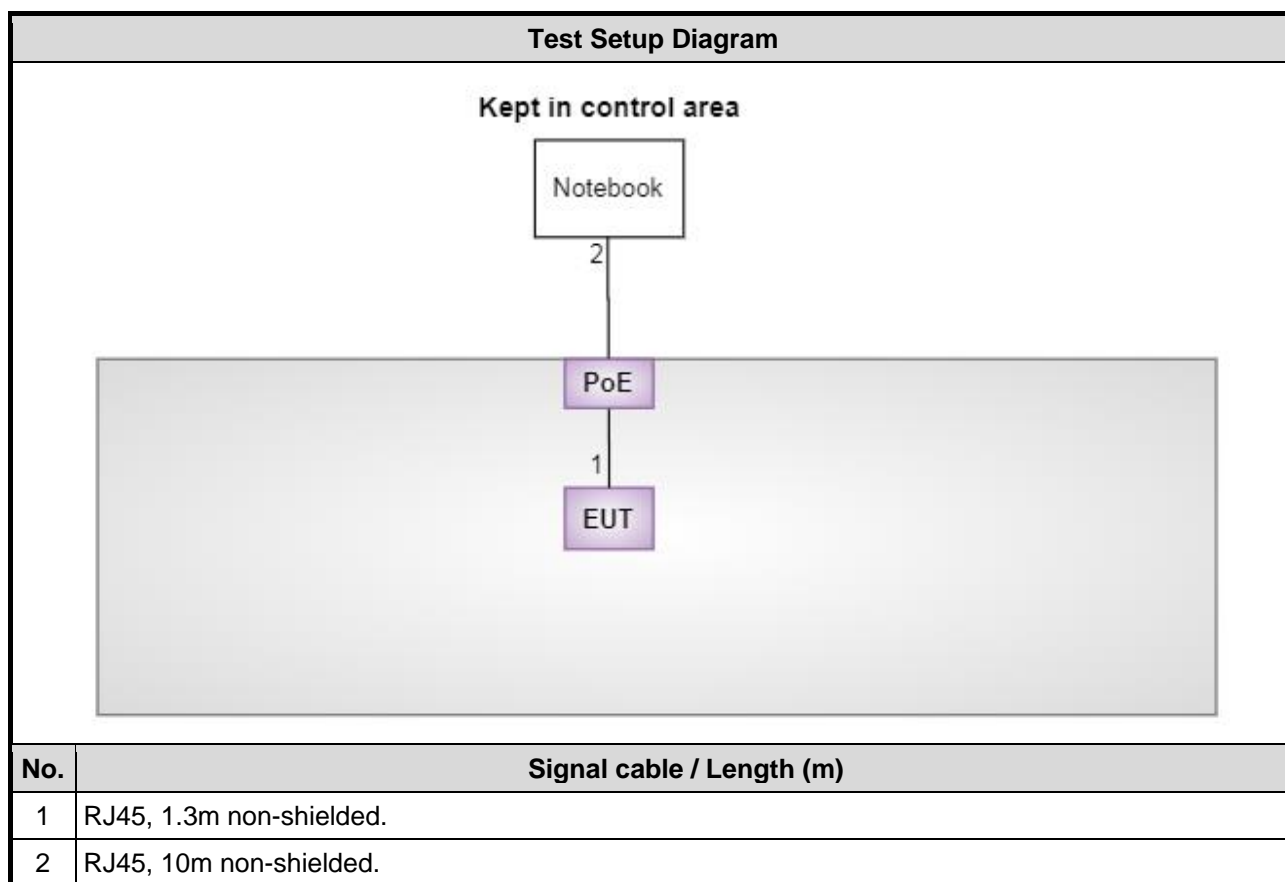 Test Setup Diagram
Kept in control area
Notebook
2
PoE
1
EUT
No. Signal cable / Length (m)
1 RJ45, 1.3m non-shielded.
2 RJ45, 10m non-shielded.